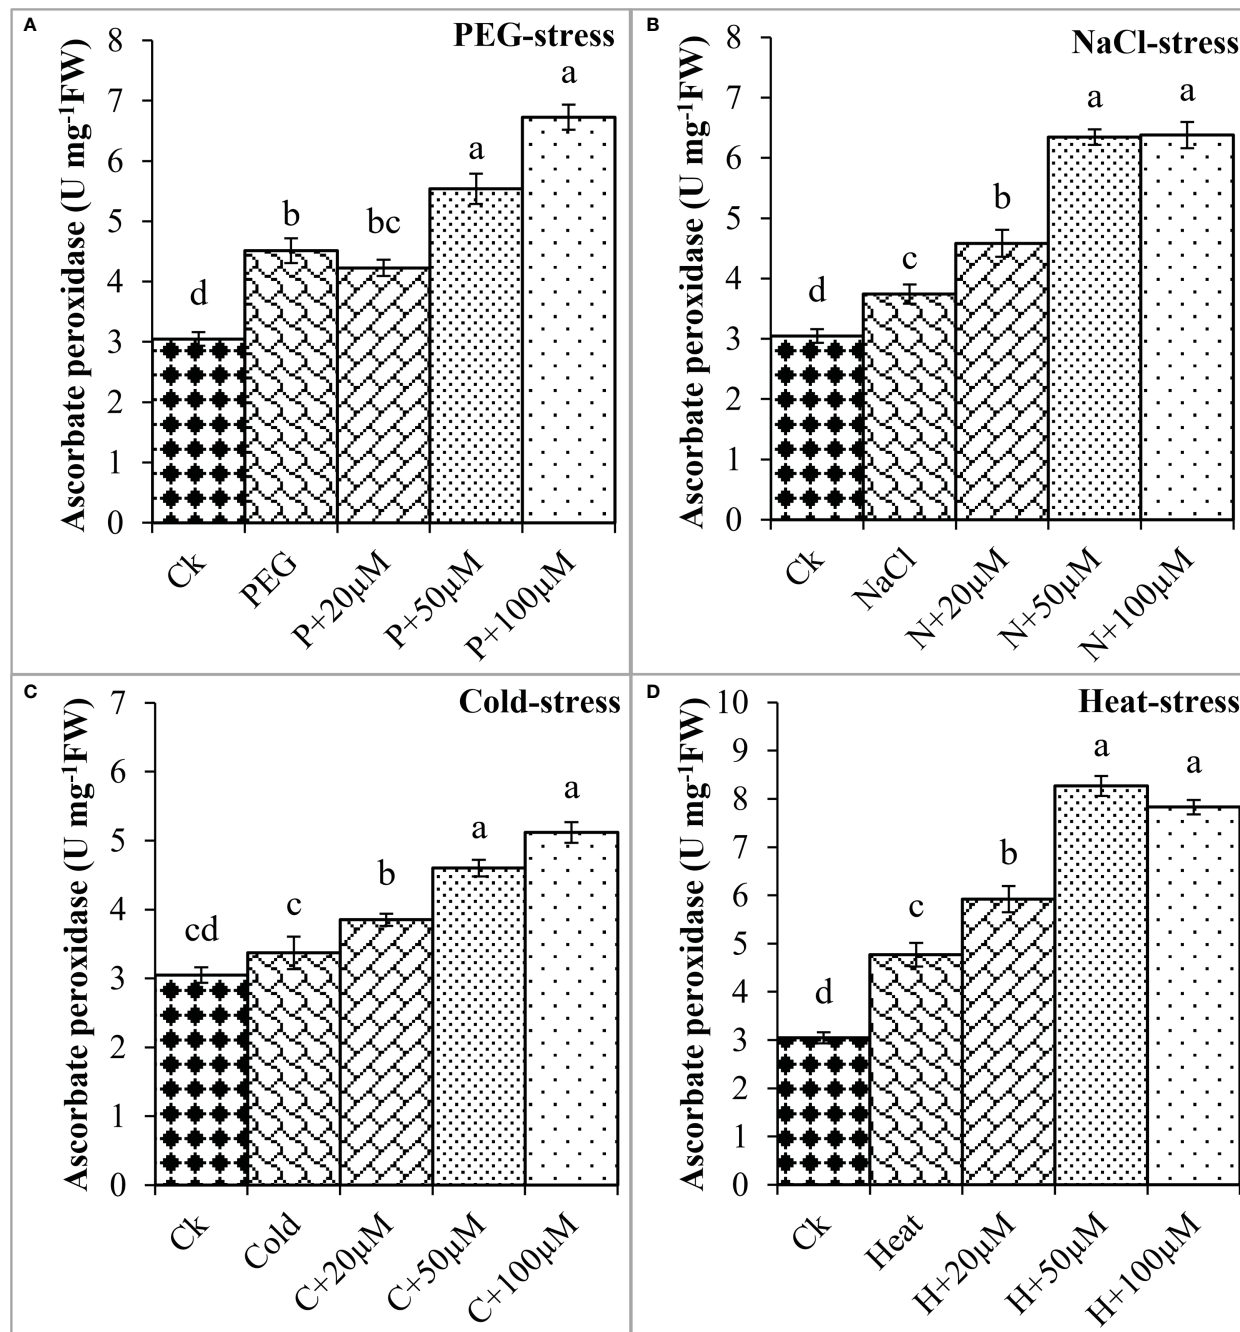 A
PEG-stress
Ascorbate peroxidase (U mg⁻¹FW)
8
7
6
5
4
3
2
1
0
d
b
bc
a
a
Ck
PEG
P+20μM
P+50μM
P+100μM
B
NaCl-stress
Ascorbate peroxidase (U mg⁻¹FW)
8
7
6
5
4
3
2
1
0
d
c
b
a
a
Ck
NaCl
N+20μM
N+50μM
N+100μM
C
Cold-stress
Ascorbate peroxidase (U mg⁻¹FW)
7
6
5
4
3
2
1
0
cd
c
b
a
a
Ck
Cold
C+20μM
C+50μM
C+100μM
D
Heat-stress
Ascorbate peroxidase (U mg⁻¹FW)
10
9
8
7
6
5
4
3
2
1
0
d
c
b
a
a
Ck
Heat
H+20μM
H+50μM
H+100μM